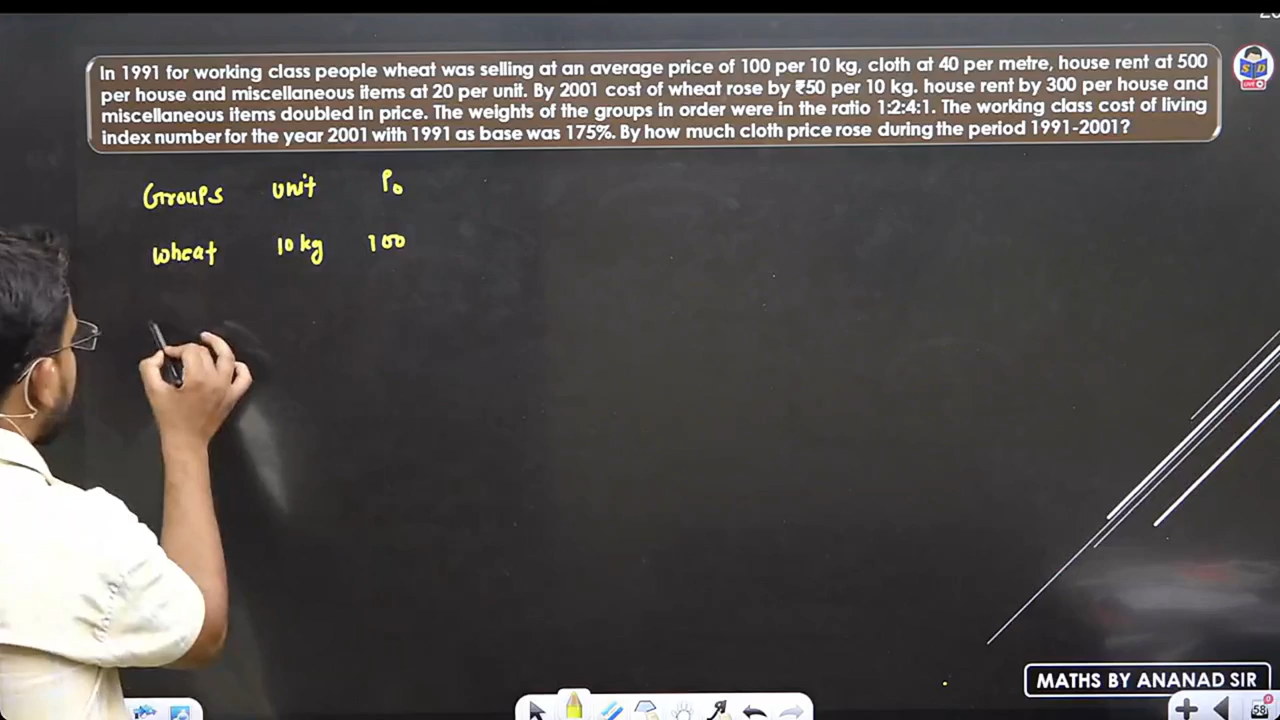 In 1991 for working class people wheat was selling at an average price of 100 per 10 kg, cloth at 40 per metre, house rent at 500
per house and miscellaneous items at 20 per unit. By 2001 cost of wheat rose by ₹50 per 10 kg. house rent by 300 per house and
miscellaneous items doubled in price. The weights of the groups in order were in the ratio 1:2:4:1. The working class cost of living
index number for the year 2001 with 1991 as base was 175%. By how much cloth price rose during the period 1991-2001?
SD
LIVE
Groups unit P₀
wheat 10 kg 100
MATHS BY ANANAD SIR
58